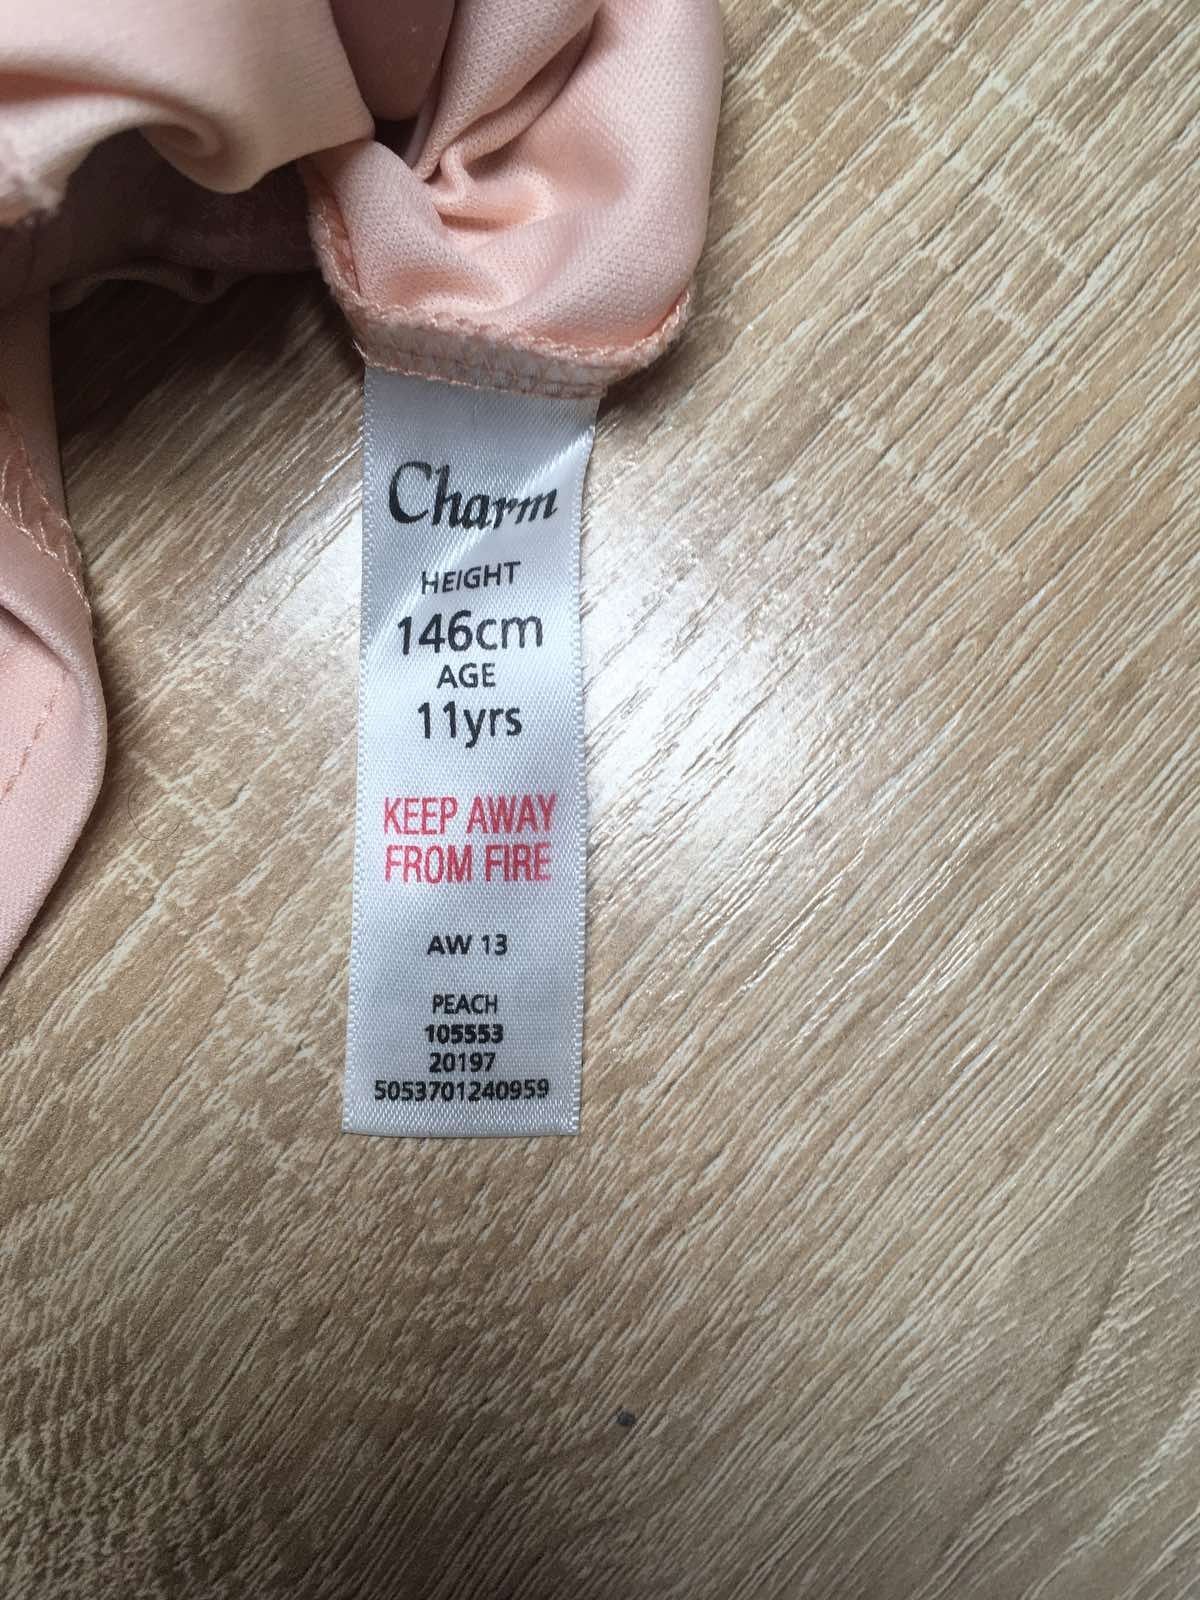 Charm
HEIGHT
146cm
AGE
11yrs
KEEP AWAY
FROM FIRE
AW 13
PEACH
105553
20197
5053701240959